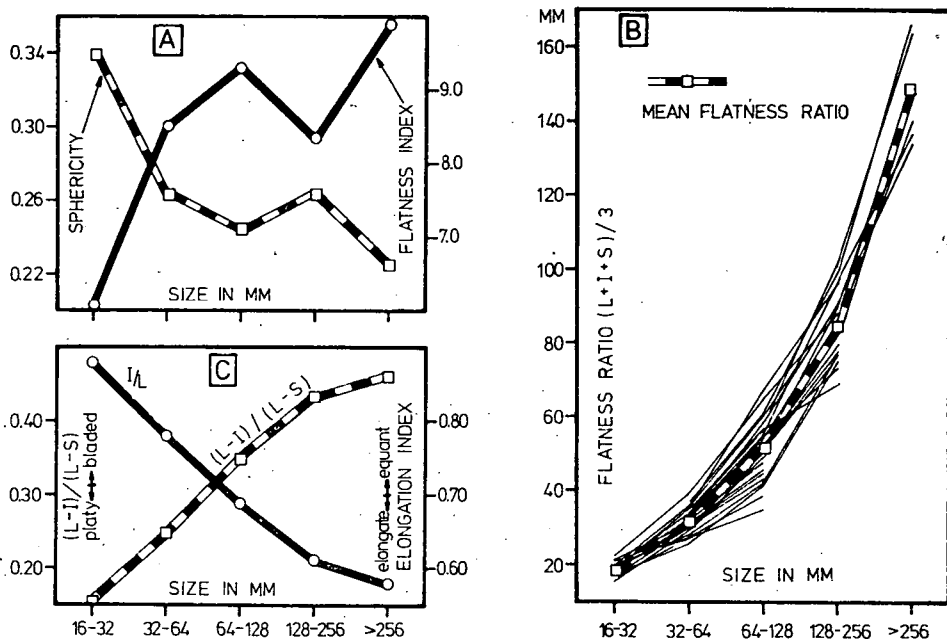 A
0.34
0.30
0.26
0.22
SPHERICITY
9.0
8.0
7.0
FLATNESS INDEX
SIZE IN MM
C
I/L
(L-I)/(L-S)
0.40
0.30
0.20
(L-I)/(L-S)
platy bladed
0.80
0.70
0.60
elongate equant
ELONGATION INDEX
SIZE IN MM
16-32 32-64 64-128 128-256 >256
MM
B
160
140
120
100
80
60
40
20
MEAN FLATNESS RATIO
FLATNESS RATIO (L+I+S)/3
SIZE IN MM
16-32 32-64 64-128 128-256 >256